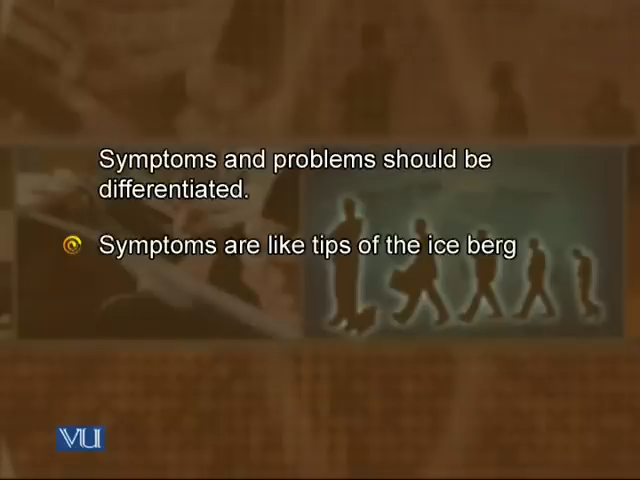 Symptoms and problems should be
differentiated.
Symptoms are like tips of the ice berg
VU